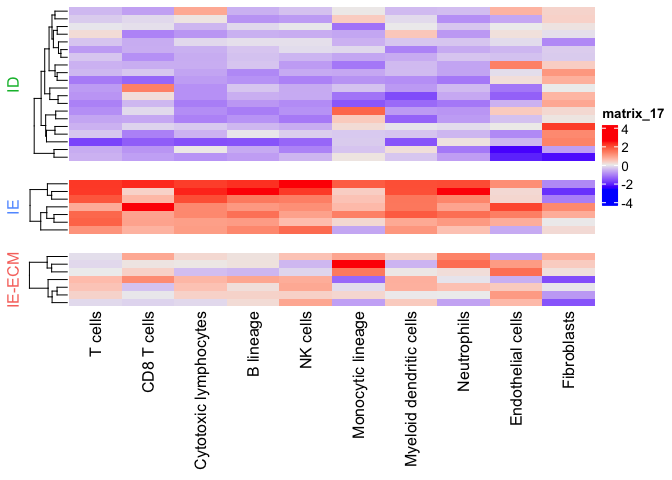 ID
IE
IE-ECM
matrix_17
4
2
0
-2
-4
T cells
CD8 T cells
Cytotoxic lymphocytes
B lineage
NK cells
Monocytic lineage
Myeloid dendritic cells
Neutrophils
Endothelial cells
Fibroblasts